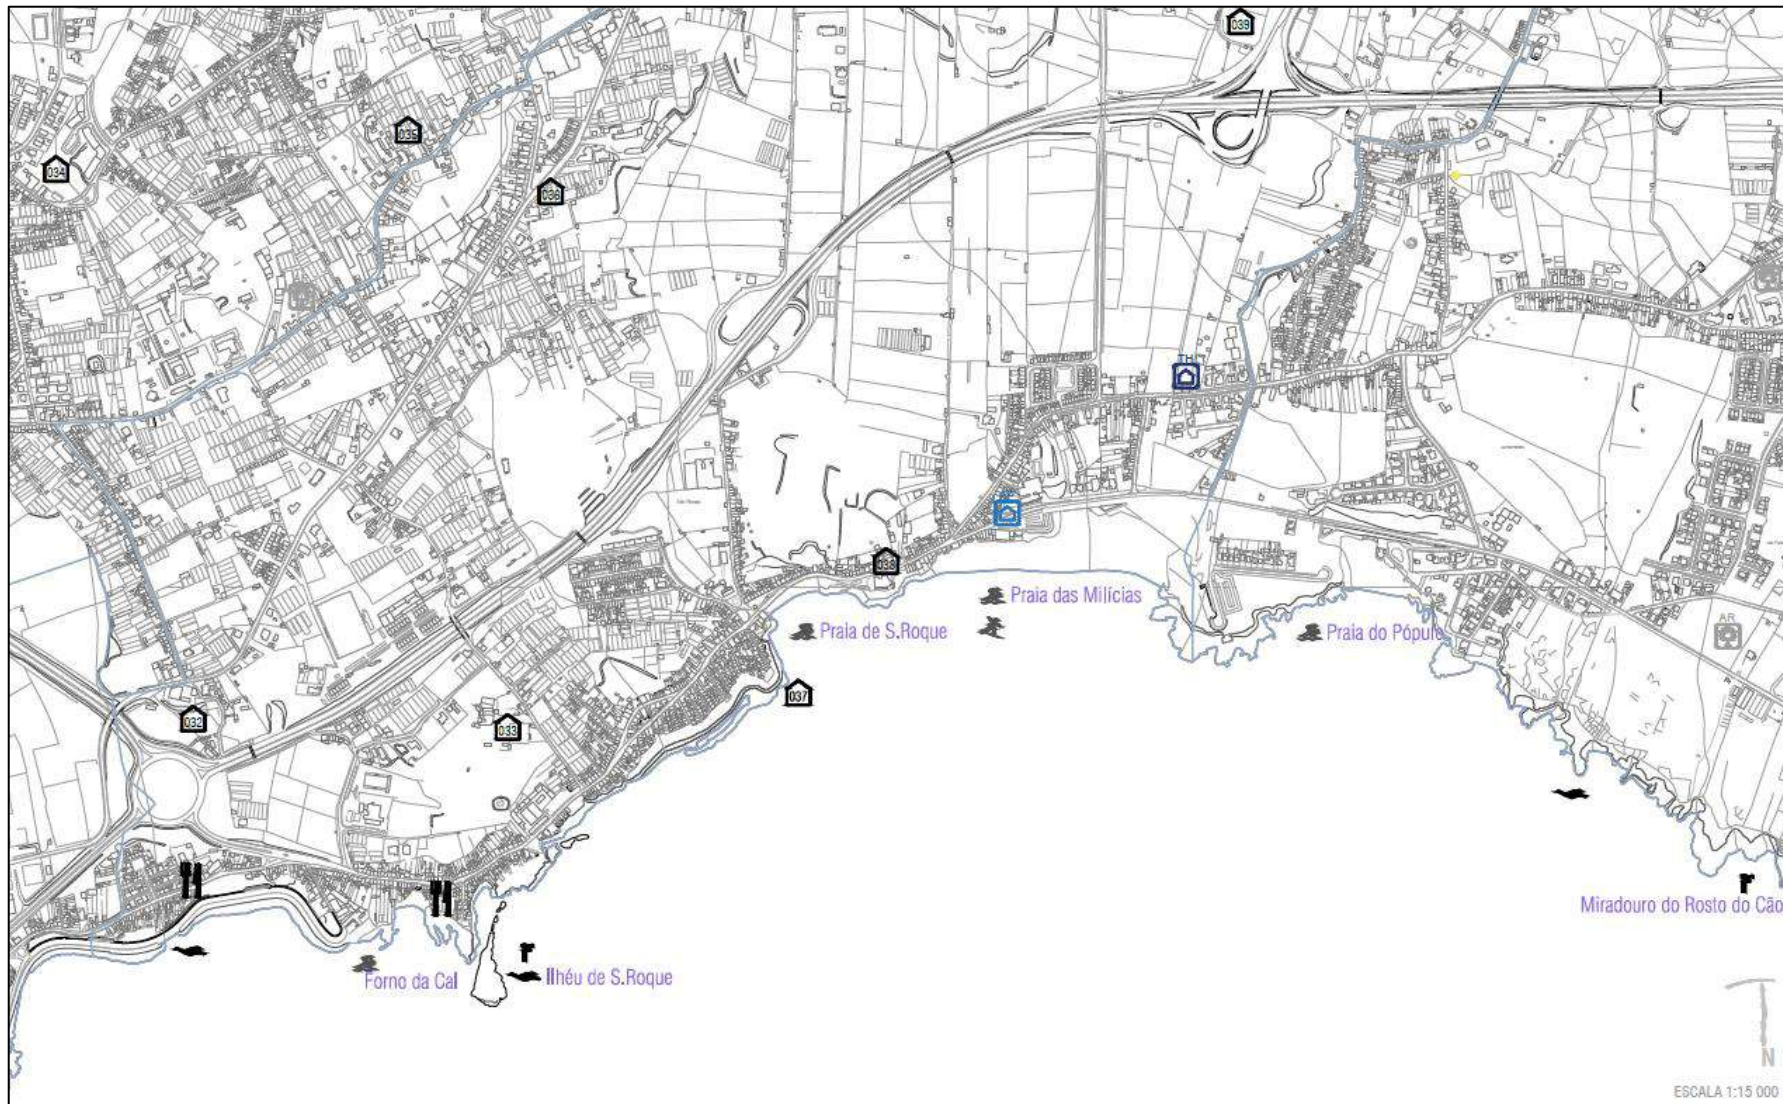 039
035
034
036
TH
038
Praia das Milícias
Praia de S.Roque
Praia do Pópulo
AR
037
032
033
Miradouro do Rosto do Cão
Forno da Cal
Ilhéu de S.Roque
N
ESCALA 1:15 000